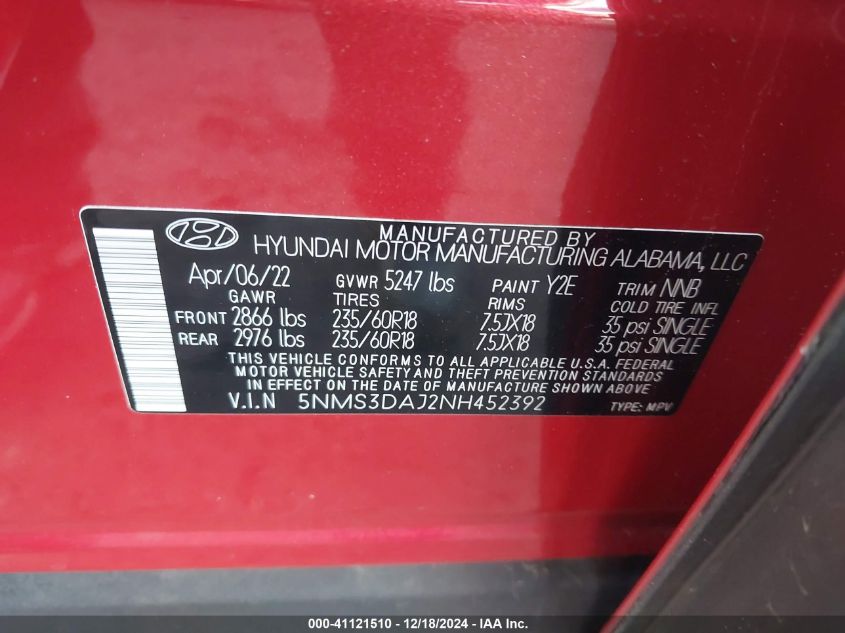 MANUFACTURED BY
HYUNDAI MOTOR MANUFACTURING ALABAMA, LLC
Apr/06/22 GVWR 5247 lbs PAINT Y2E TRIM NNB
GAWR TIRES RIMS COLD TIRE INFL
FRONT 2866 lbs 235/60R18 7.5JX18 35 psi SINGLE
REAR 2976 lbs 235/60R18 7.5JX18 35 psi SINGLE
THIS VEHICLE CONFORMS TO ALL APPLICABLE U.S.A. FEDERAL
MOTOR VEHICLE SAFETY AND THEFT PREVENTION STANDARDS
IN EFFECT ON THE DATE OF MANUFACTURE SHOWN ABOVE
V.I.N 5NMS3DAJ2NH452392 TYPE: MPV
000-41121510 - 12/18/2024 - IAA Inc.